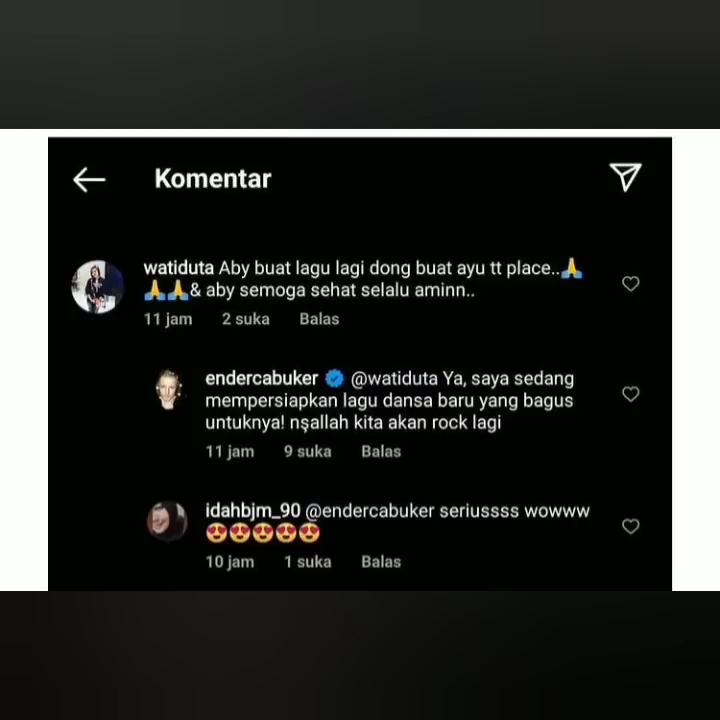 Komentar
watiduta Aby buat lagu lagi dong buat ayu tt place..🙏
🙏🙏& aby semoga sehat selalu aminn..
11 jam 2 suka Balas
endercabuker @watiduta Ya, saya sedang
mempersiapkan lagu dansa baru yang bagus
untuknya! nşallah kita akan rock lagi
11 jam 9 suka Balas
idahbjm_90 @endercabuker seriussss wowww
😍😍😍😍😍
10 jam 1 suka Balas